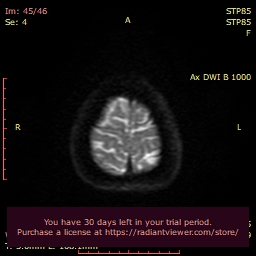 Im: 45/46
STP85
Se: 4
STP85
F
A
Ax DWI B 1000
R
L
You have 30 days left in your trial period.
Purchase a license at https://radiantviewer.com/store/